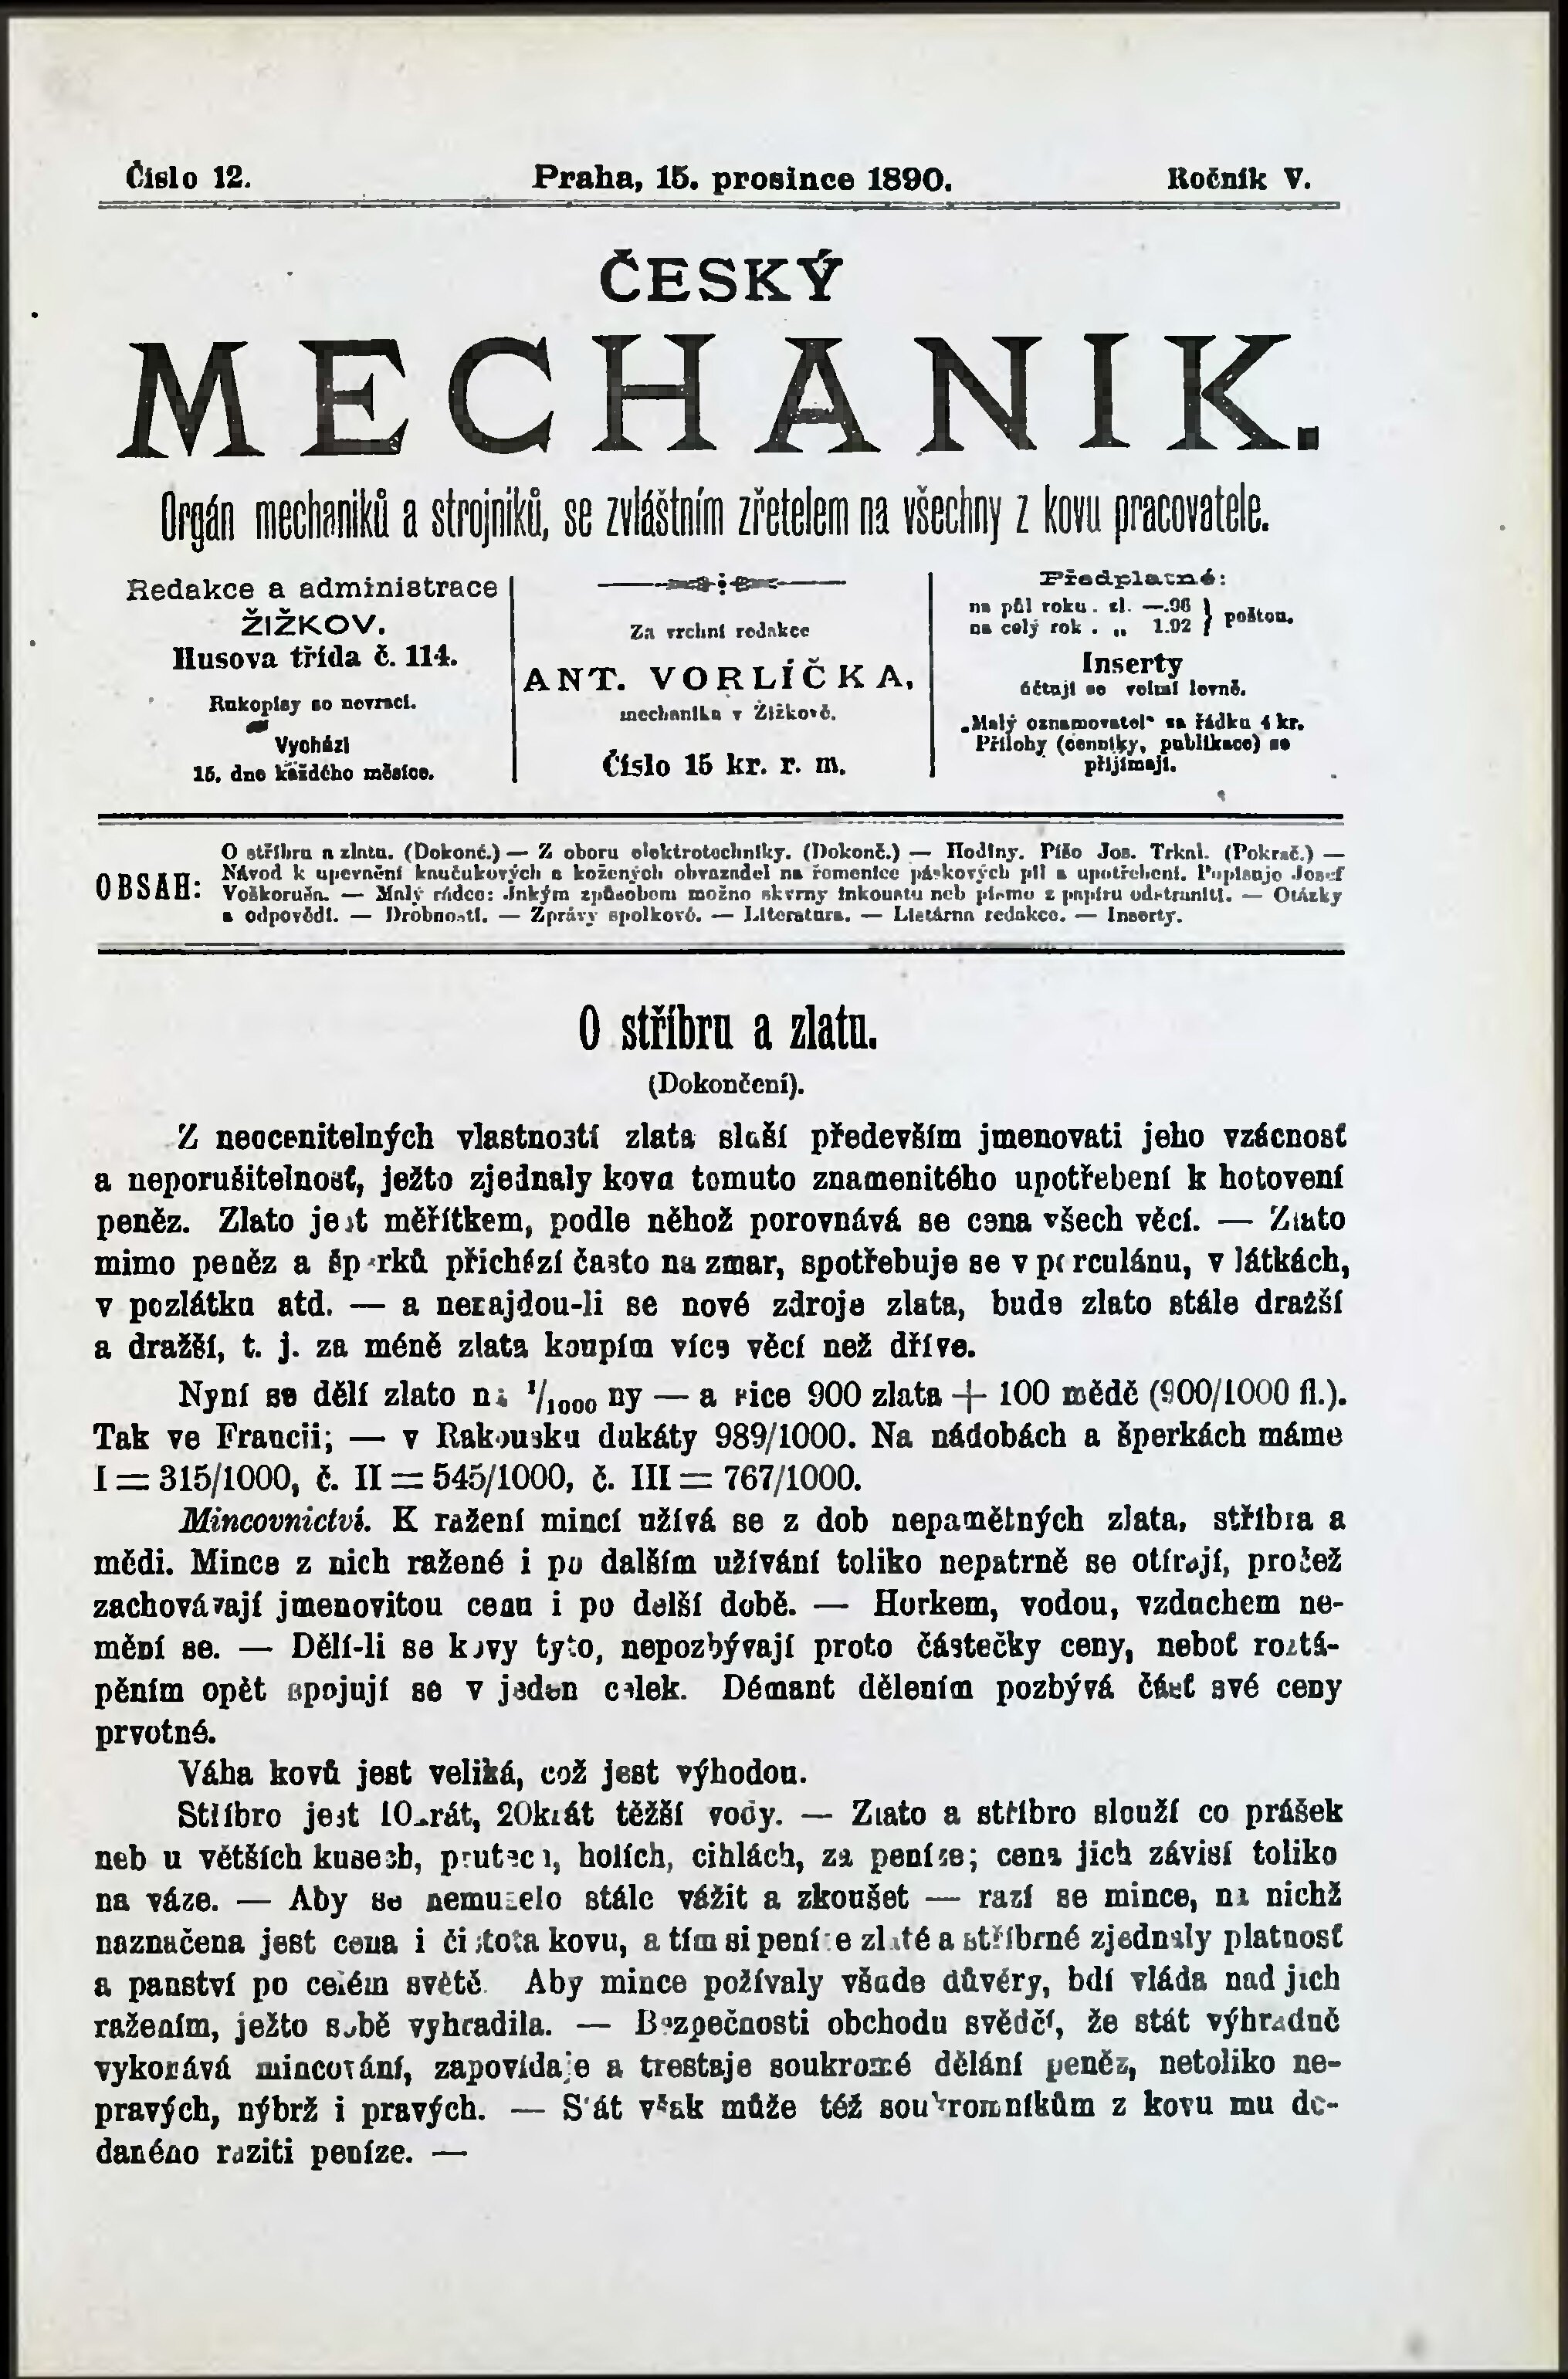 Číslo 12. Praha, 15. prosince 1890. Ročník V.
ČESKÝ
MECHANIK.
Orgán mechaniků a strojníků, se zvláštním zřetelem na všechny z kovu pracovatele.
Redakce a administrace
ŽIŽKOV.
Husova třída č. 114.
Rukopisy se nevrací.
Vychází
15. dne každého měsíce.
Za vrchní redakce
ANT. VORLÍČKA,
mechanika v Žižkově.
Číslo 15 kr. r. m.
Předplatné:
na půl roku . zl. —.96 } poštou.
na celý rok . „ 1.92
Inserty
účtují se velmi levně.
„Malý oznamovatel“ za řádku 4 kr.
Přílohy (cenníky, publikace) se
přijímají.
OBSAH: O stříbru a zlatu. (Dokonč.) — Z oboru elektrotechniky. (Dokonč.) — Hodiny. Píše Jos. Trkal. (Pokrač.) —
Návod k upevnění kaučukových a kožených obvazadel na řemenice páskových pil a upotřebení. Popisuje Josef
Voškoruša. — Malý rádce: Jakým způsobem možno skvrny inkoustu neb písmo z papíru odstraniti. — Otázky
a odpovědi. — Drobnosti. — Zprávy spolkové. — Literatura. — Listárna redakce. — Inserty.
O stříbru a zlatu.
(Dokončení).
Z neocenitelných vlastností zlata sluší především jmenovati jeho vzácnosť
a neporušitelnosť, ježto zjednaly kovu tomuto znamenitého upotřebení k hotovení
peněz. Zlato jest měřítkem, podle něhož porovnává se cena všech věcí. — Zlato
mimo peněz a šperků přichází často na zmar, spotřebuje se v porculánu, v látkách,
v pozlátku atd. — a nenajdou-li se nové zdroje zlata, bude zlato stále dražší
a dražší, t. j. za méně zlata koupím více věcí než dříve.
Nyní se dělí zlato na 1/1000 ny — a sice 900 zlata + 100 mědě (900/1000 fl.).
Tak ve Francii; — v Rakousku dukáty 989/1000. Na nádobách a šperkách máme
I = 315/1000, č. II = 545/1000, č. III = 767/1000.
Mincovnictví. K ražení mincí užívá se z dob nepamětných zlata, stříbra a
mědi. Mince z nich ražené i po dalším užívání toliko nepatrně se otírají, pročež
zachovávají jmenovitou cenu i po delší době. — Horkem, vodou, vzduchem ne-
mění se. — Dělí-li se kovy tyto, nepozbývají proto částečky ceny, neboť roztá-
pěním opět spojují se v jeden celek. Démant dělením pozbývá část své ceny
prvotné.
Váha kovů jest veliká, což jest výhodou.
Stříbro jest 10krát, 20krát těžší vody. — Zlato a stříbro slouží co prášek
neb u větších kusech, prutech, holích, cihlách, za peníze; cena jich závisí toliko
na váze. — Aby se nemuselo stále vážit a zkoušet — razí se mince, na nichž
naznačena jest cena i čistota kovu, a tím si peníze zlaté a stříbrné zjednaly platnosť
a panství po celém světě. Aby mince požívaly všude důvěry, bdí vláda nad jich
ražením, ježto sobě vyhradila. — Bezpečnosti obchodu svědčí, že stát výhradně
vykonává mincování, zapovídaje a trestaje soukromé dělání peněz, netoliko ne-
pravých, nýbrž i pravých. — Stát však může též soukromníkům z kovu mu do-
daného raziti peníze. —